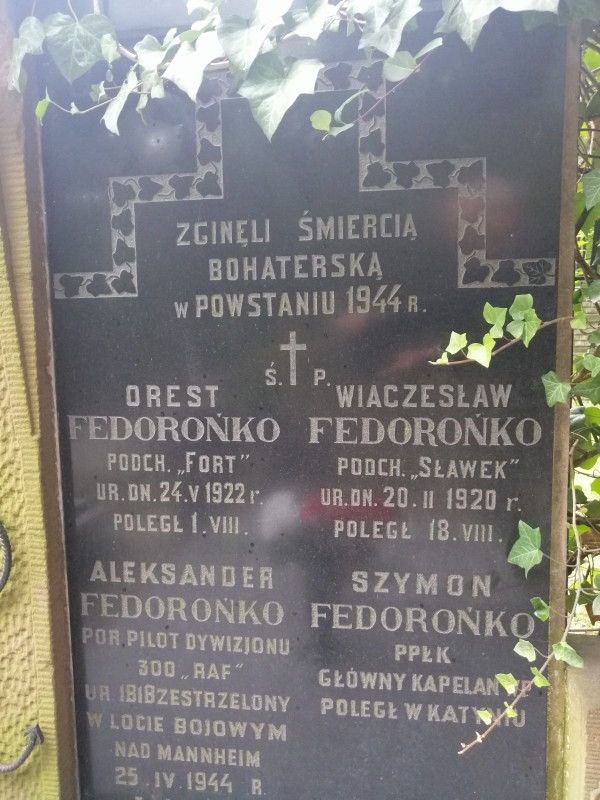 ZGINĘLI ŚMIERCIĄ
BOHATERSKĄ
W POWSTANIU 1944 R.
Ś. P.
OREST
FEDOROŃKO
PODCH. „FORT"
UR. DN. 24.V 1922 r.
POLEGŁ 1. VIII.
WIACZESŁAW
FEDOROŃKO
PODCH. „SŁAWEK"
UR. DN. 20. II 1920 r.
POLEGŁ 18. VIII.
ALEKSANDER
FEDOROŃKO
POR. PILOT DYWIZJONU
300 „RAF"
UR 1818 ZESTRZELONY
W LOCIE BOJOWYM
NAD MANNHEIM
25 .IV 1944 R.
SZYMON
FEDOROŃKO
PPŁK
GŁÓWNY KAPELAN
POLEGŁ W KATYNIU